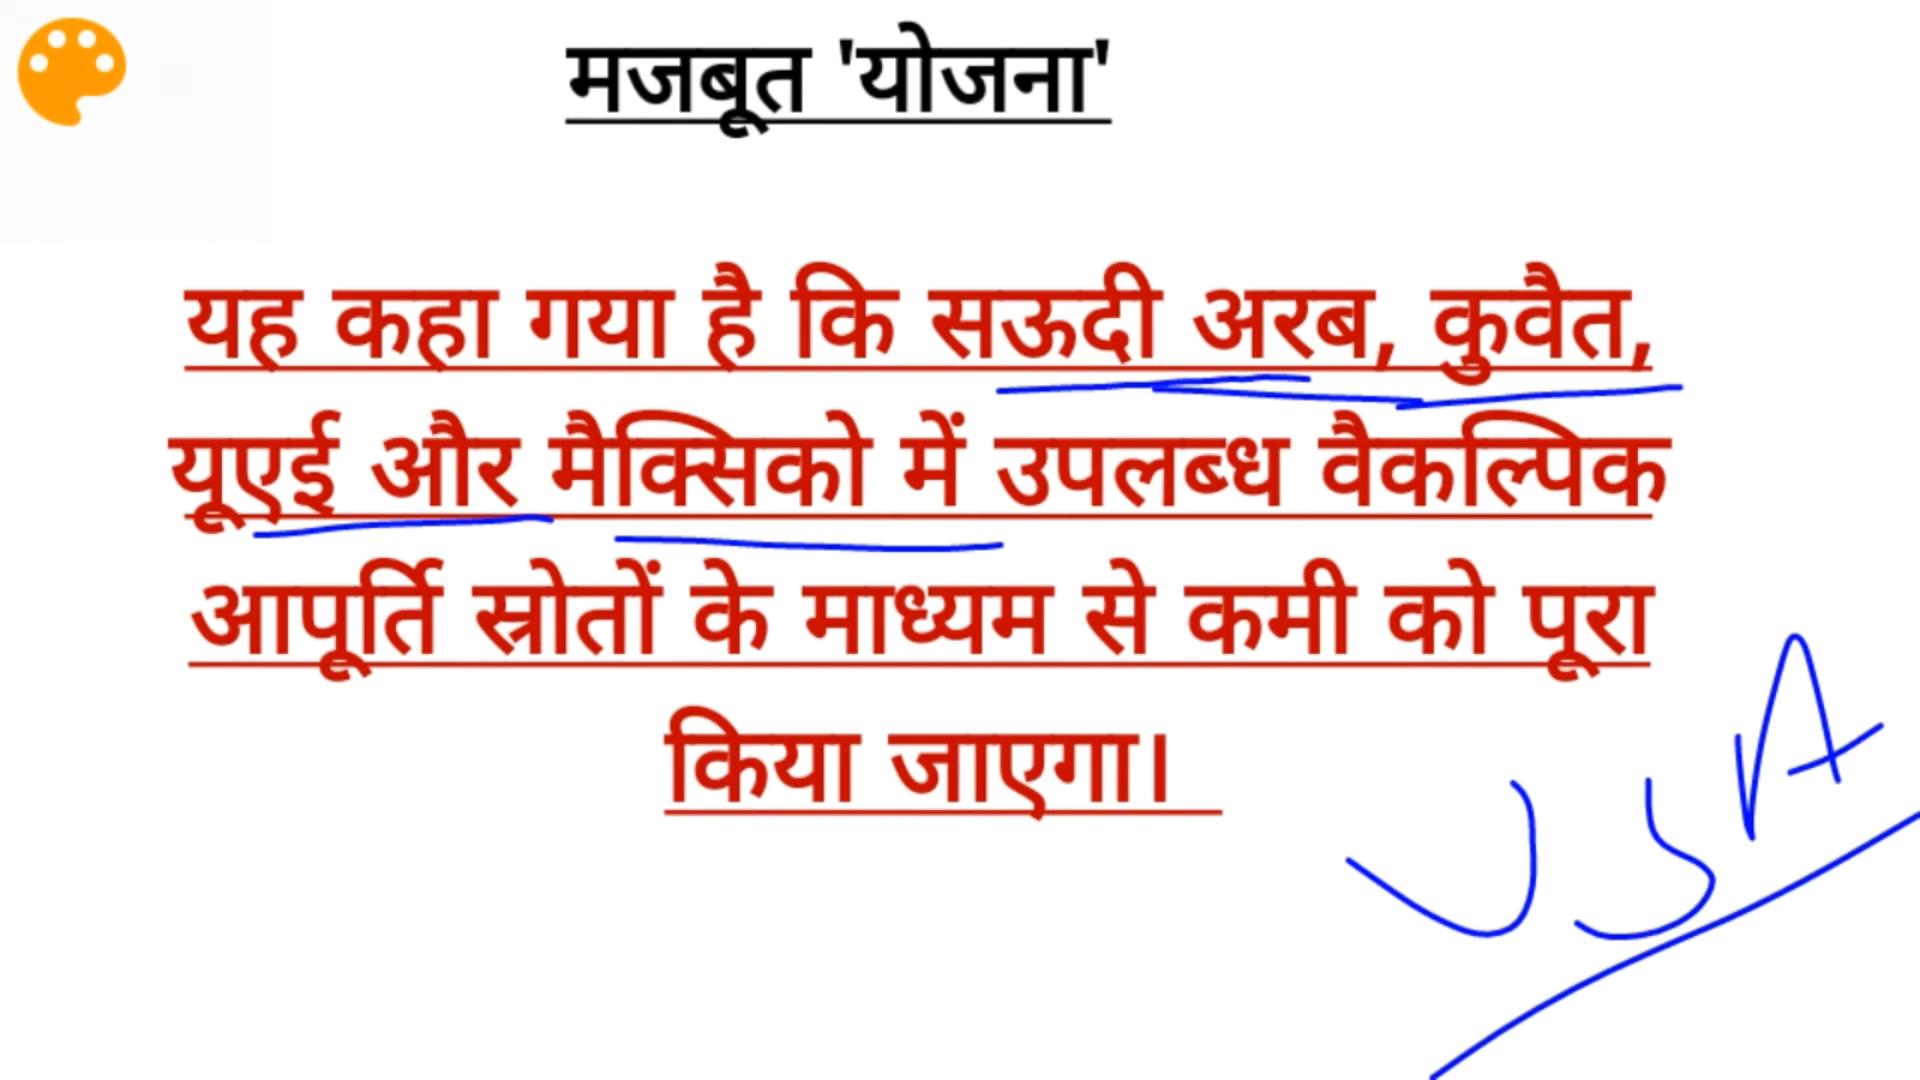 मजबूत 'योजना'
यह कहा गया है कि सऊदी अरब, कुवैत,
यूएई और मैक्सिको में उपलब्ध वैकल्पिक
आपूर्ति स्रोतों के माध्यम से कमी को पूरा
किया जाएगा।
USA